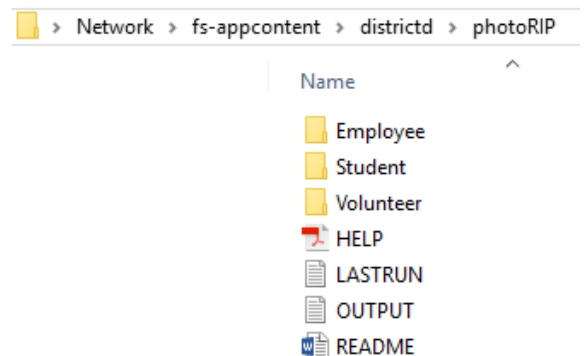 > Network > fs-appcontent > districtd > photoRIP
Name
Employee
Student
Volunteer
HELP
LASTRUN
OUTPUT
README